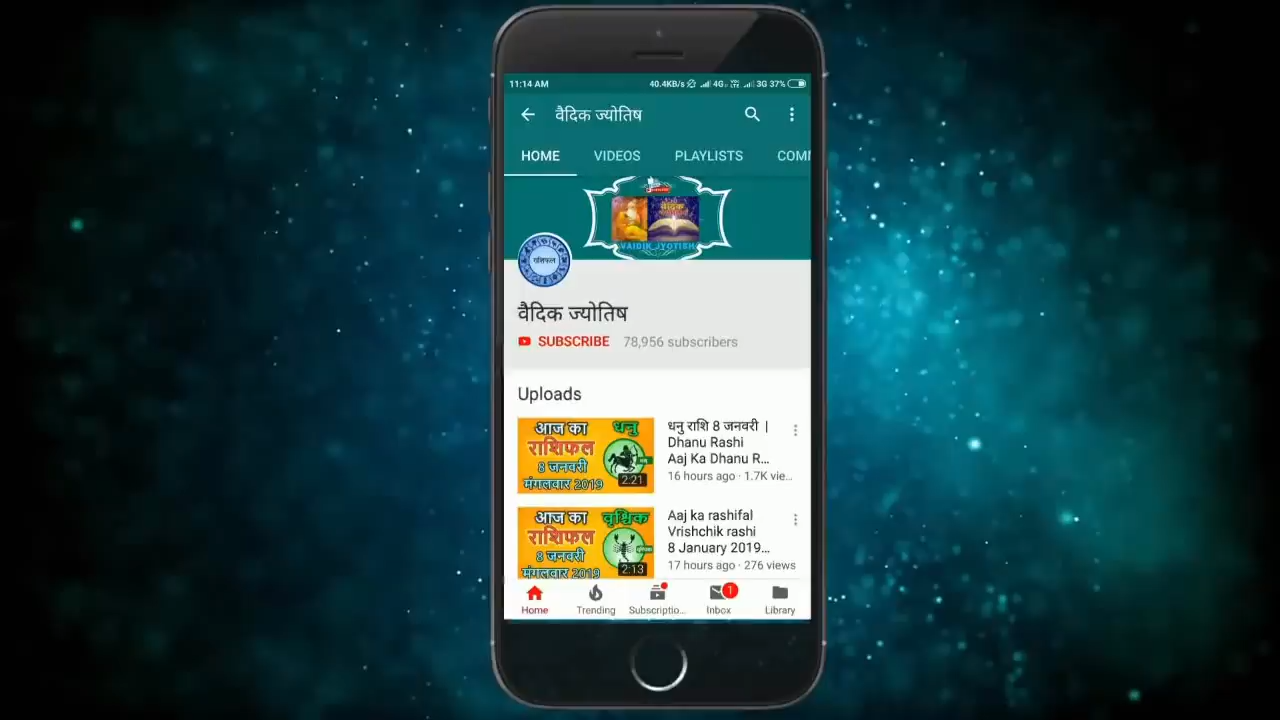 11:14 AM
40.4KB/s 4G 3G 37%
वैदिक ज्योतिष
HOME VIDEOS PLAYLISTS COMM
वैदिक
VAIDIK JYOTISH
राशिफल
वैदिक ज्योतिष
SUBSCRIBE 78,956 subscribers
Uploads
आज का धनु
राशिफल
8 जनवरी
मंगलवार 2019
2:21
धनु राशि 8 जनवरी |
Dhanu Rashi
Aaj Ka Dhanu R...
16 hours ago · 1.7K vie...
आज का वृश्चिक
राशिफल
8 जनवरी
मंगलवार 2019
2:13
Aaj ka rashifal
Vrishchik rashi
8 January 2019...
17 hours ago · 276 views
1
Home Trending Subscriptio... Inbox Library